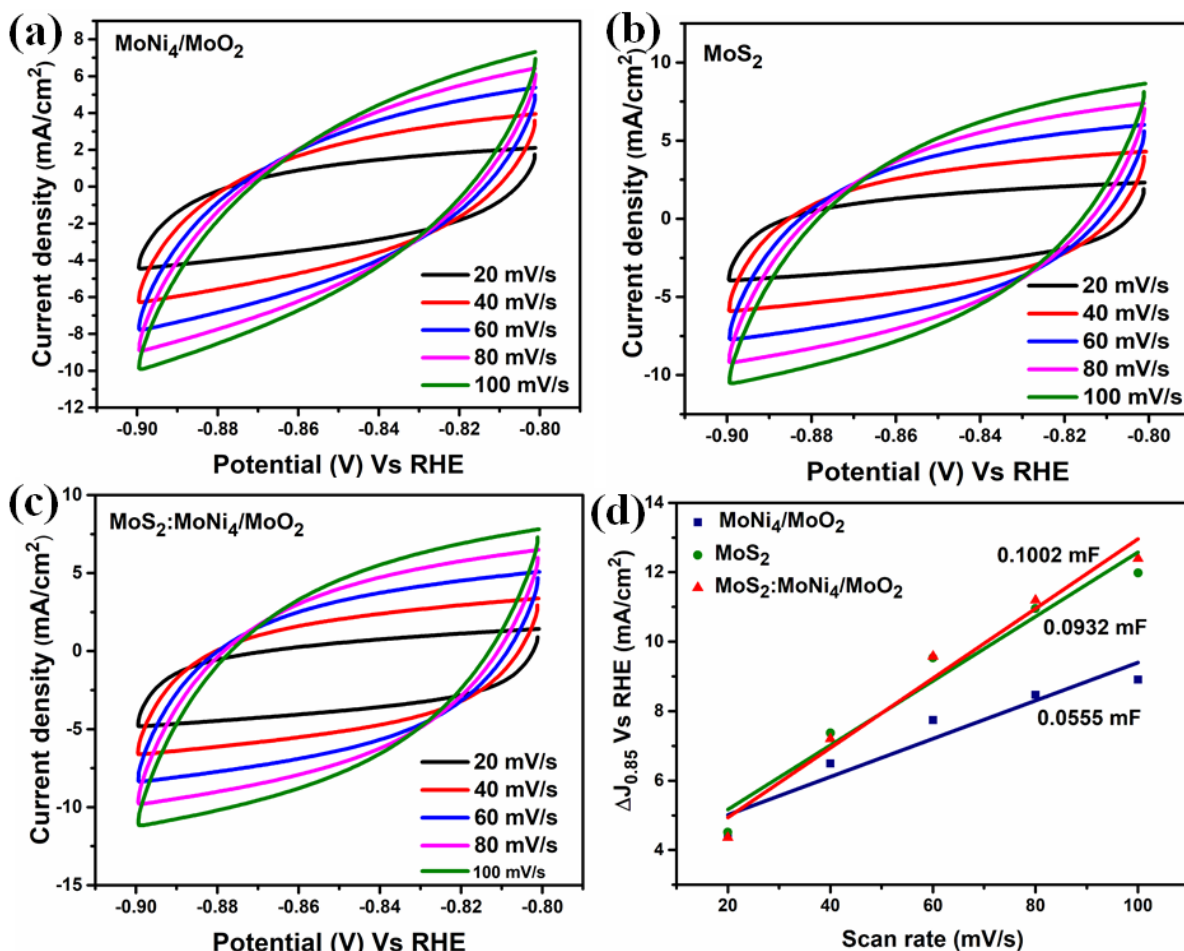 (a)
MoNi₄/MoO₂
Current density (mA/cm²)
8
6
4
2
0
-2
-4
-6
-8
-10
-12
20 mV/s
40 mV/s
60 mV/s
80 mV/s
100 mV/s
-0.90 -0.88 -0.86 -0.84 -0.82 -0.80
Potential (V) Vs RHE
(b)
MoS₂
Current density (mA/cm²)
10
5
0
-5
-10
20 mV/s
40 mV/s
60 mV/s
80 mV/s
100 mV/s
-0.90 -0.88 -0.86 -0.84 -0.82 -0.80
Potential (V) Vs RHE
(c)
MoS₂:MoNi₄/MoO₂
Current density (mA/cm²)
10
5
0
-5
-10
-15
20 mV/s
40 mV/s
60 mV/s
80 mV/s
100 mV/s
-0.90 -0.88 -0.86 -0.84 -0.82 -0.80
Potential (V) Vs RHE
(d)
MoNi₄/MoO₂
MoS₂
MoS₂:MoNi₄/MoO₂
ΔJ₀.₈₅ Vs RHE (mA/cm²)
14
12
10
8
6
4
0.1002 mF
0.0932 mF
0.0555 mF
20 40 60 80 100
Scan rate (mV/s)